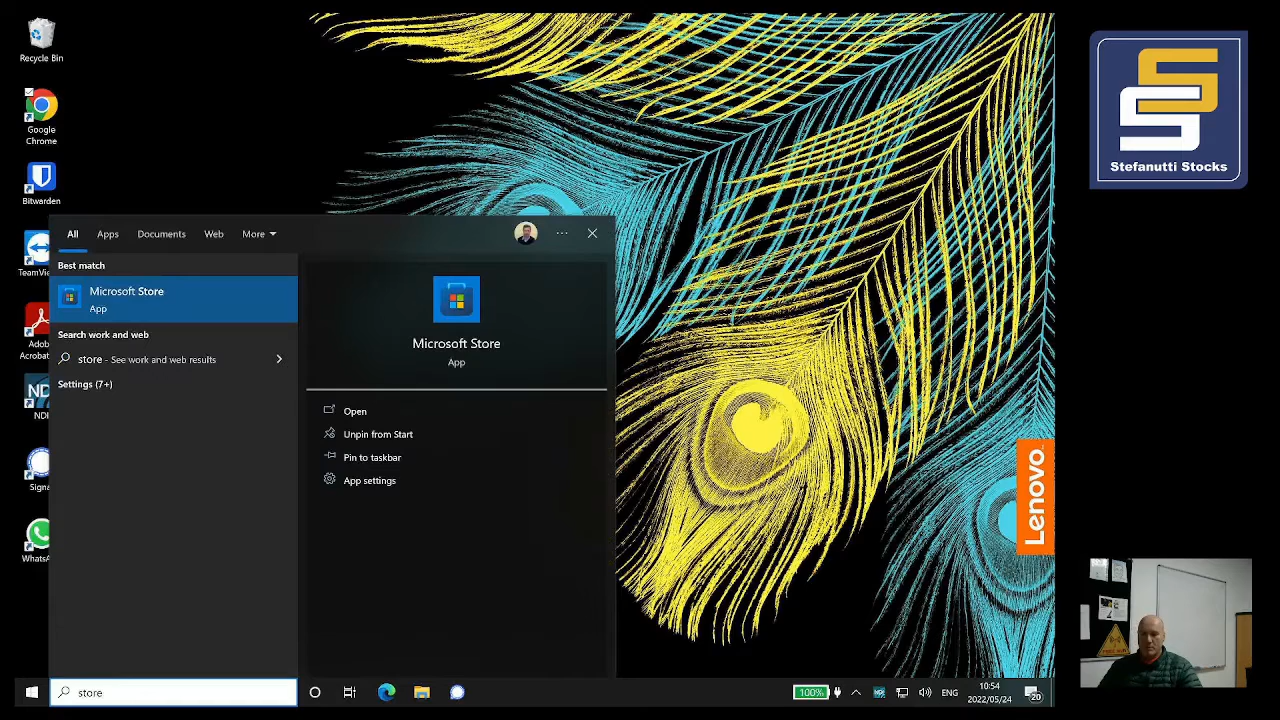 Recycle Bin
Google
Chrome
Bitwarden
TeamVie
Adob
Acrobat
NDI
Signa
WhatsA
All
Apps
Documents
Web
More
Best match
Microsoft Store
App
Search work and web
store - See work and web results
Settings (7+)
Microsoft Store
App
Open
Unpin from Start
Pin to taskbar
App settings
store
100%
ENG
10:54
2022/05/24
20
Lenovo
Stefanutti Stocks